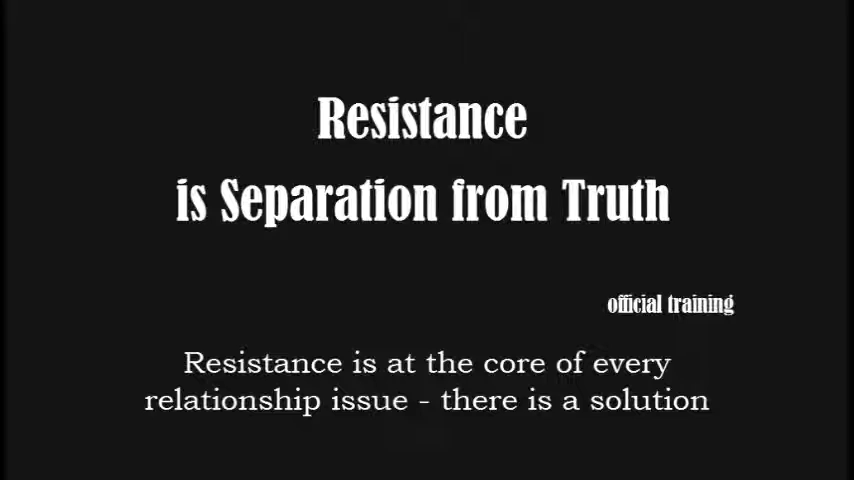 Resistance
is Separation from Truth
official training
Resistance is at the core of every
relationship issue - there is a solution